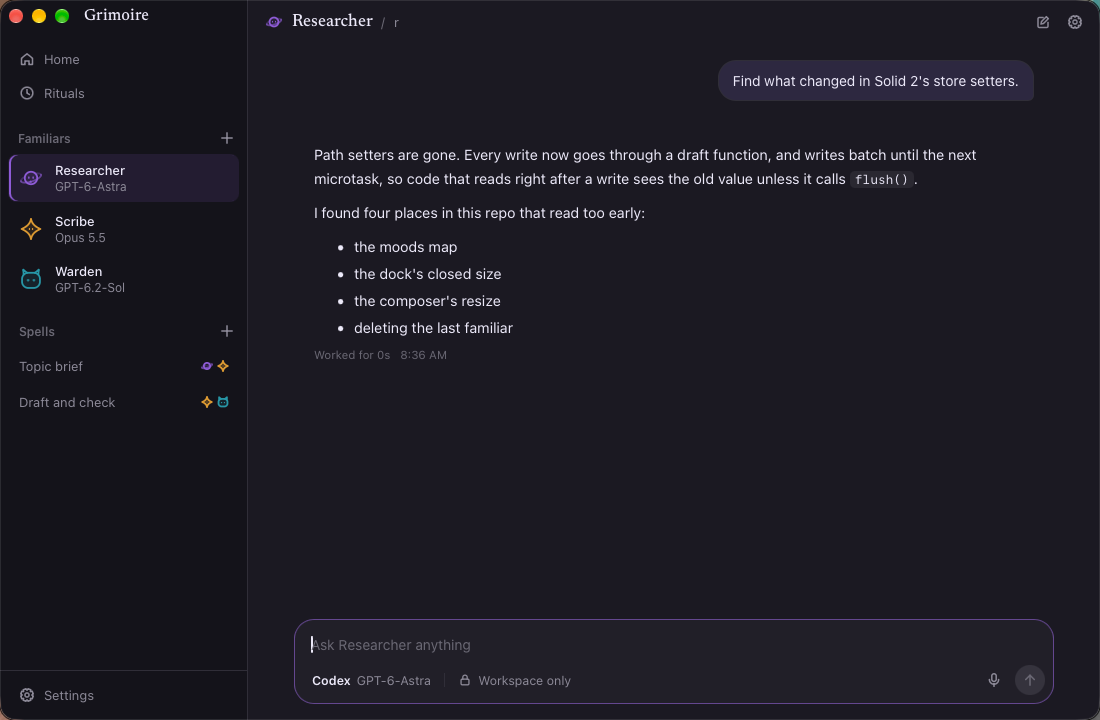 Grimoire
Home
Rituals
Familiars
Researcher
GPT-6-Astra
Scribe
Opus 5.5
Warden
GPT-6.2-Sol
Spells
Topic brief
Draft and check
Settings
Researcher / r
Find what changed in Solid 2's store setters.
Path setters are gone. Every write now goes through a draft function, and writes batch until the next
microtask, so code that reads right after a write sees the old value unless it calls flush().
I found four places in this repo that read too early:
• the moods map
• the dock's closed size
• the composer's resize
• deleting the last familiar
Worked for 0s 8:36 AM
Ask Researcher anything
Codex GPT-6-Astra Workspace only